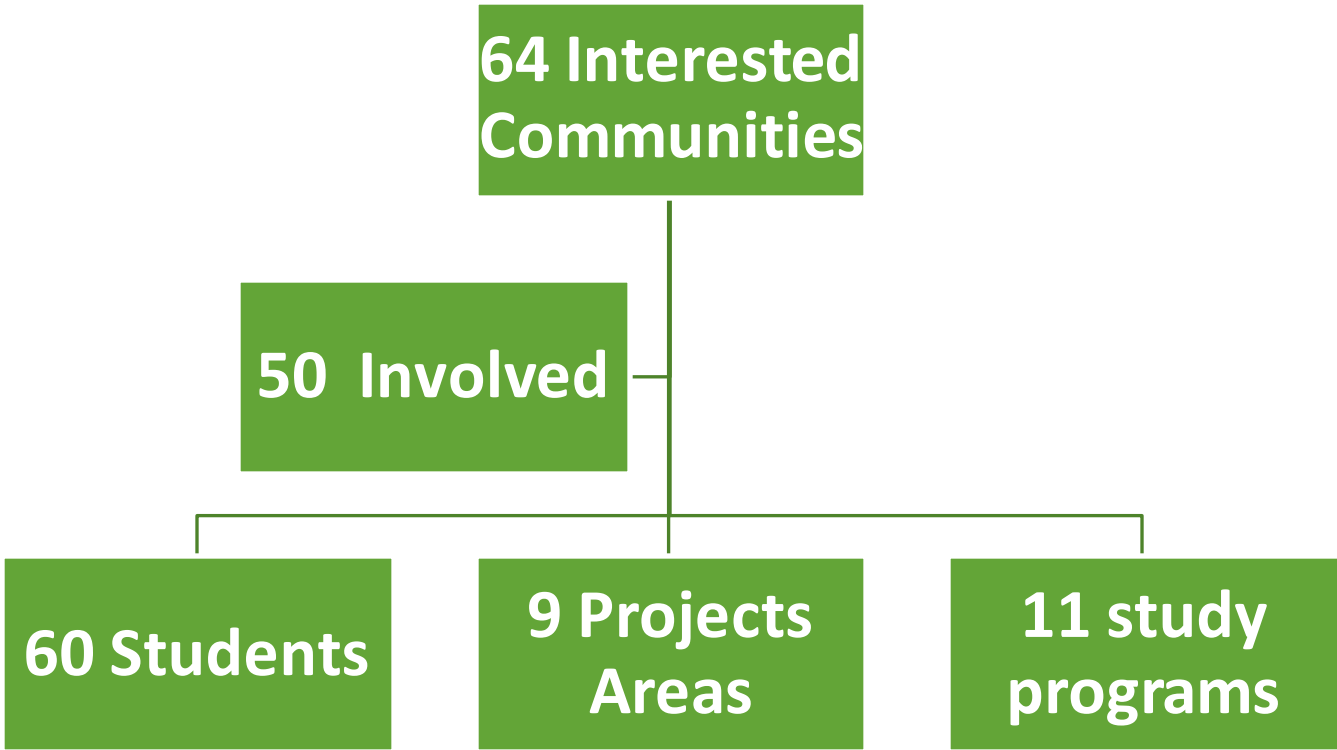 64 Interested
Communities
50  Involved
60 Students
9 Projects
Areas
11 study
programs